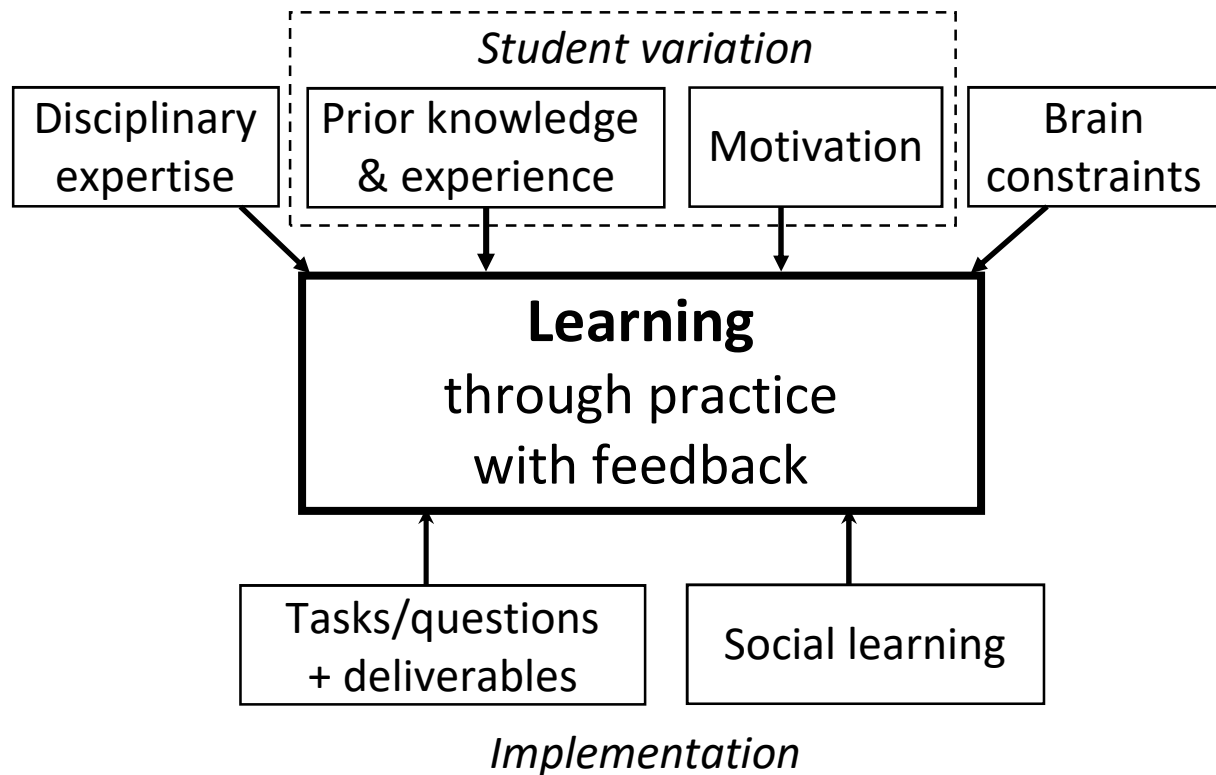 Student variation
Disciplinary
expertise
Prior knowledge
& experience
Motivation
Brain
constraints
Learning
through practice
with feedback
Tasks/questions
+ deliverables
Social learning
Implementation